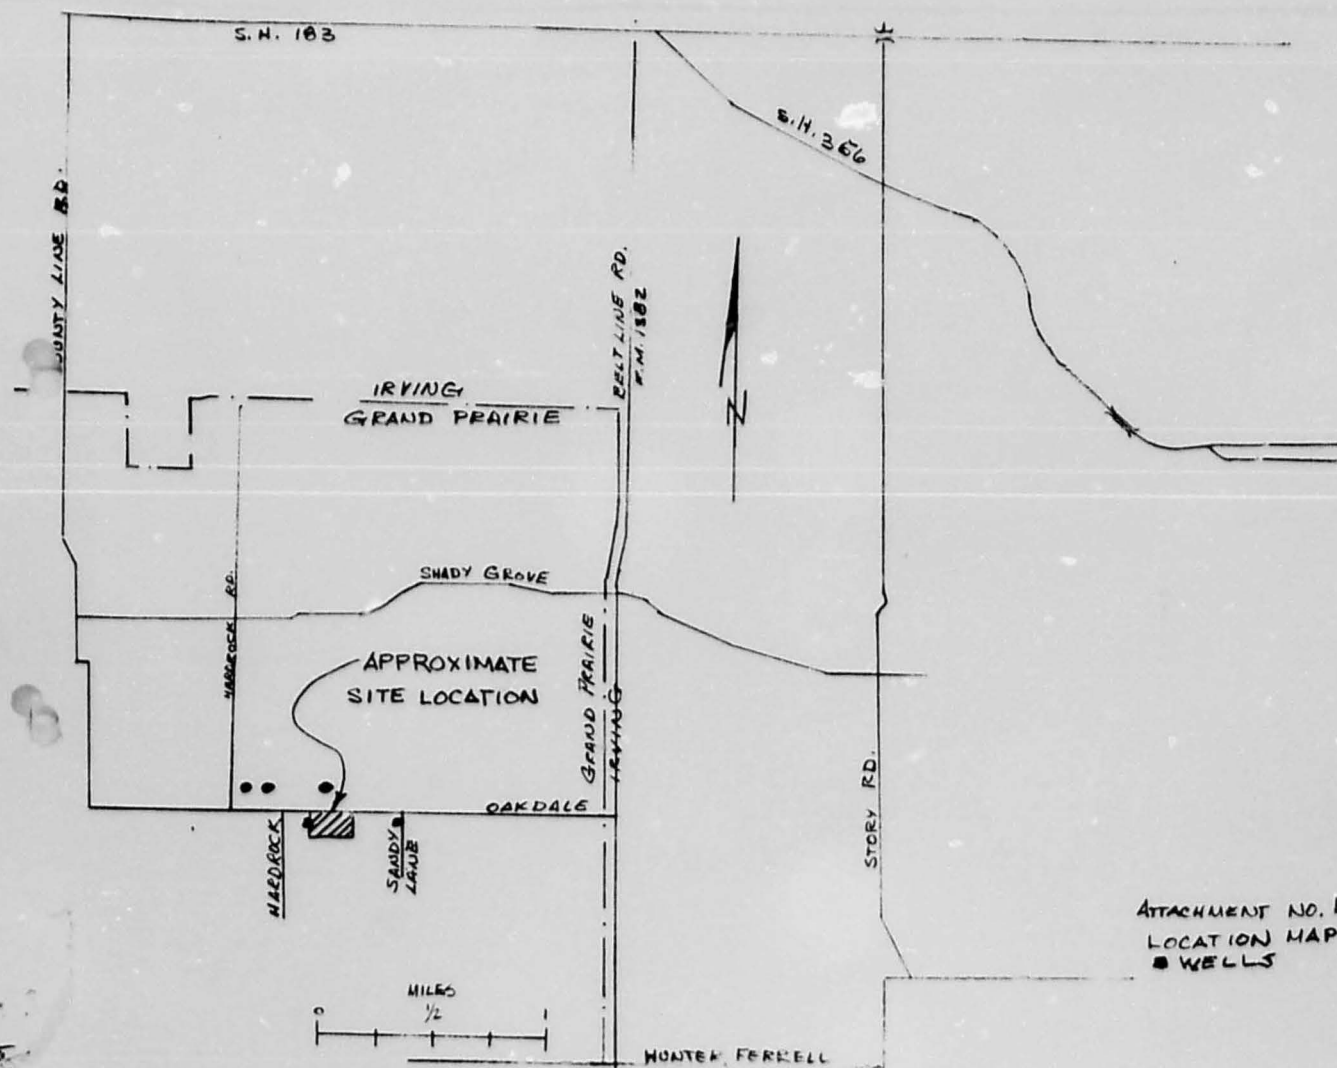 S.H. 183
S.H. 356
COUNTY LINE RD.
BELT LINE RD.
F.M. 1382
IRVING
GRAND PRAIRIE
N
SHADY GROVE
HARDROCK RD.
APPROXIMATE
SITE LOCATION
GRAND PRAIRIE
IRVING
OAKDALE
HARDROCK
SANDY
LANE
STORY RD.
ATTACHMENT NO. 1
LOCATION MAP
WELLS
MILES
0 1/2 1
HUNTER FERRELL